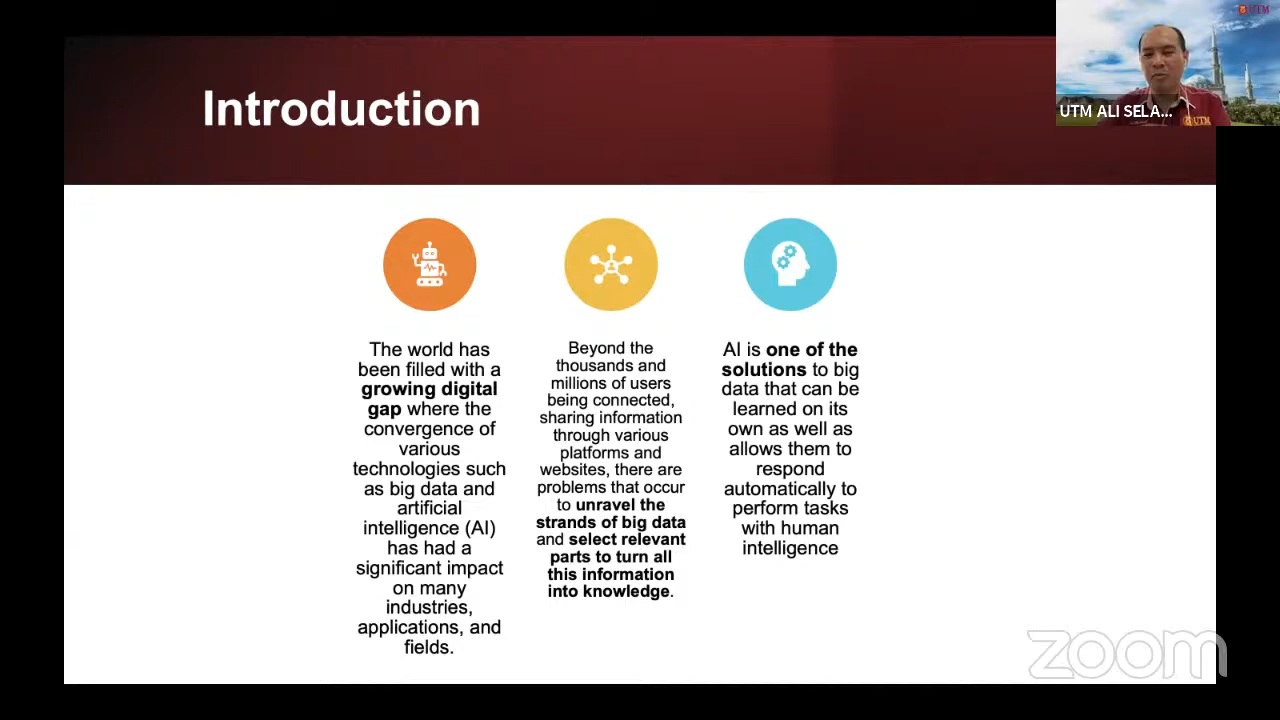 UTM
UTM ALI SELA...
UTM
Introduction
The world has
been filled with a
growing digital
gap where the
convergence of
various
technologies such
as big data and
artificial
intelligence (AI)
has had a
significant impact
on many
industries,
applications, and
fields.
Beyond the
thousands and
millions of users
being connected,
sharing information
through various
platforms and
websites, there are
problems that occur
to unravel the
strands of big data
and select relevant
parts to turn all
this information
into knowledge.
AI is one of the
solutions to big
data that can be
learned on its
own as well as
allows them to
respond
automatically to
perform tasks
with human
intelligence
zoom